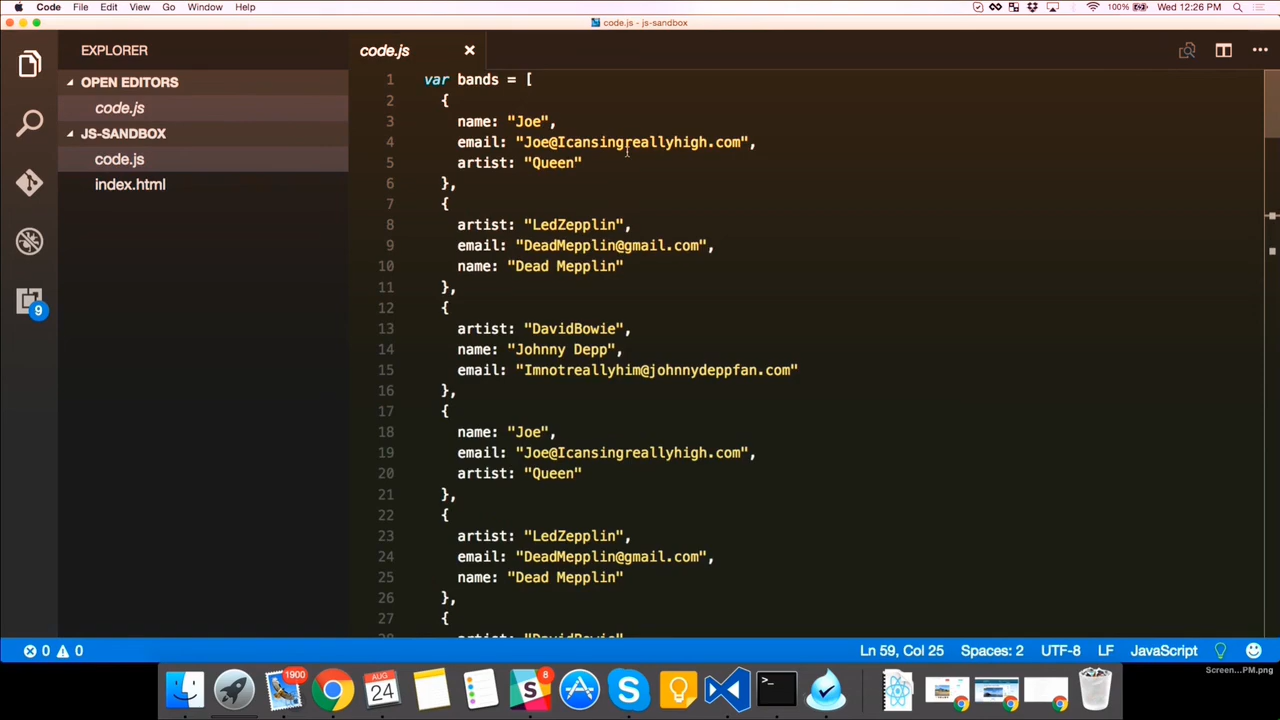 Code File Edit View Go Window Help 100% Wed 12:26 PM
code.js - js-sandbox
EXPLORER
OPEN EDITORS
code.js
JS-SANDBOX
code.js
index.html
9
code.js
1 var bands = [
2 {
3 name: "Joe",
4 email: "Joe@Icansingreallyhigh.com",
5 artist: "Queen"
6 },
7 {
8 artist: "LedZepplin",
9 email: "DeadMepplin@gmail.com",
10 name: "Dead Mepplin"
11 },
12 {
13 artist: "DavidBowie",
14 name: "Johnny Depp",
15 email: "Imnotreallyhim@johnnydeppfan.com"
16 },
17 {
18 name: "Joe",
19 email: "Joe@Icansingreallyhigh.com",
20 artist: "Queen"
21 },
22 {
23 artist: "LedZepplin",
24 email: "DeadMepplin@gmail.com",
25 name: "Dead Mepplin"
26 },
27 {
artist: "DavidBowie"
0 0 Ln 59, Col 25 Spaces: 2 UTF-8 LF JavaScript
Screen...PM.png
1900
AUG
24
8